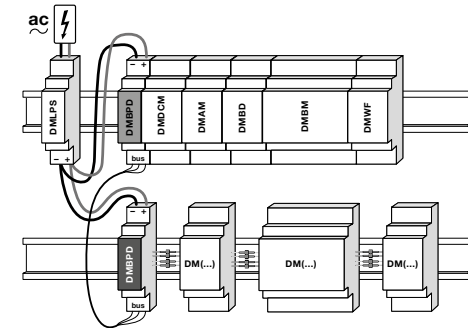 ac
~
− +
DMLPS
DMBPD
DMDCM
DMAM
DMBD
DMBM
DMWF
− +
bus
− +
DMBPD
DM(...)
DM(...)
DM(...)
bus